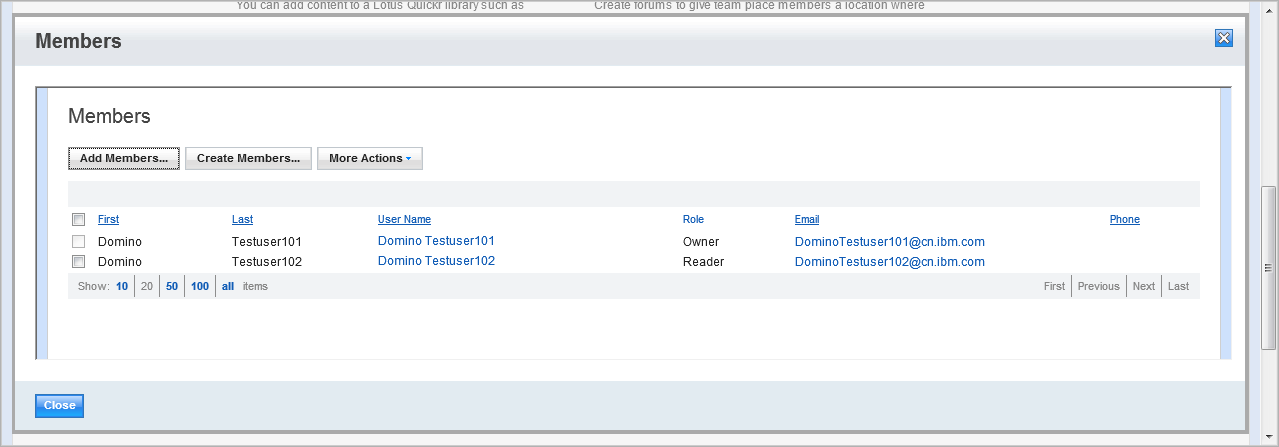 You can add content to a Lotus Quickr library such as Create forums to give team place members a location where
Members
Members
Add Members... Create Members... More Actions
First Last User Name Role Email Phone
Domino Testuser101 Domino Testuser101 Owner DominoTestuser101@cn.ibm.com
Domino Testuser102 Domino Testuser102 Reader DominoTestuser102@cn.ibm.com
Show: 10 20 50 100 all items First Previous Next Last
Close